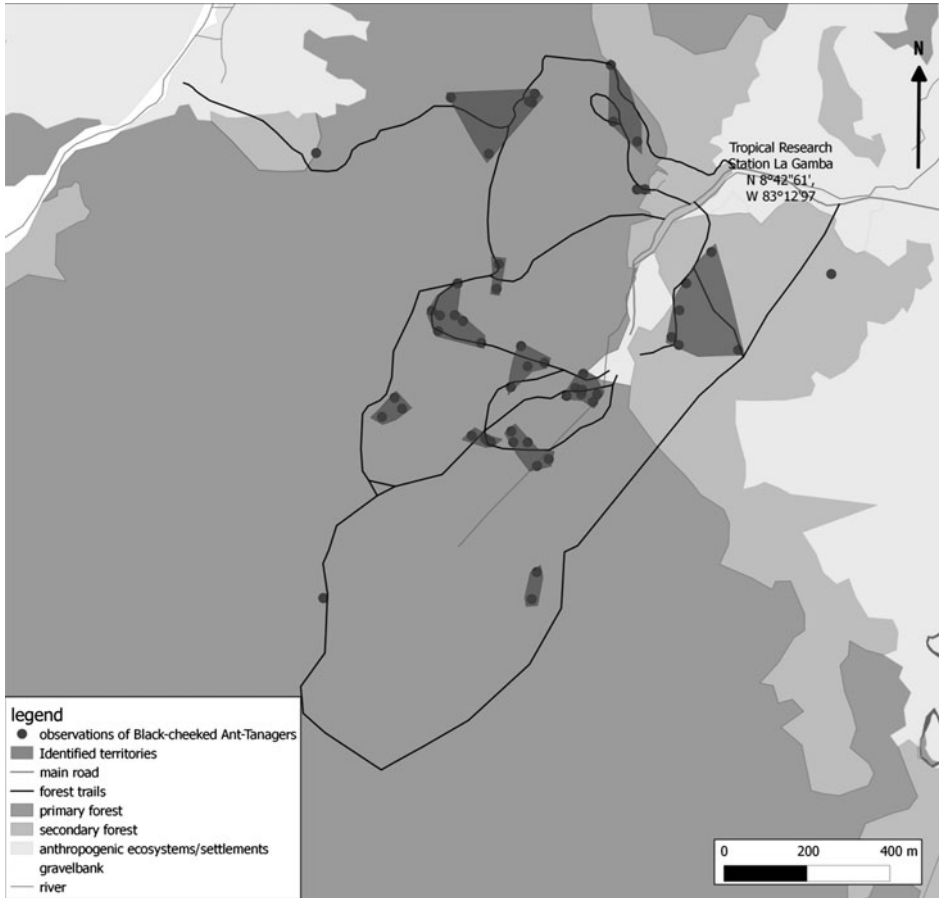 N
Tropical Research
Station La Gamba
N 8°42"61',
W 83°12'97
legend
observations of Black-cheeked Ant-Tanagers
Identified territories
main road
forest trails
primary forest
secondary forest
anthropogenic ecosystems/settlements
gravelbank
river
0 200 400 m